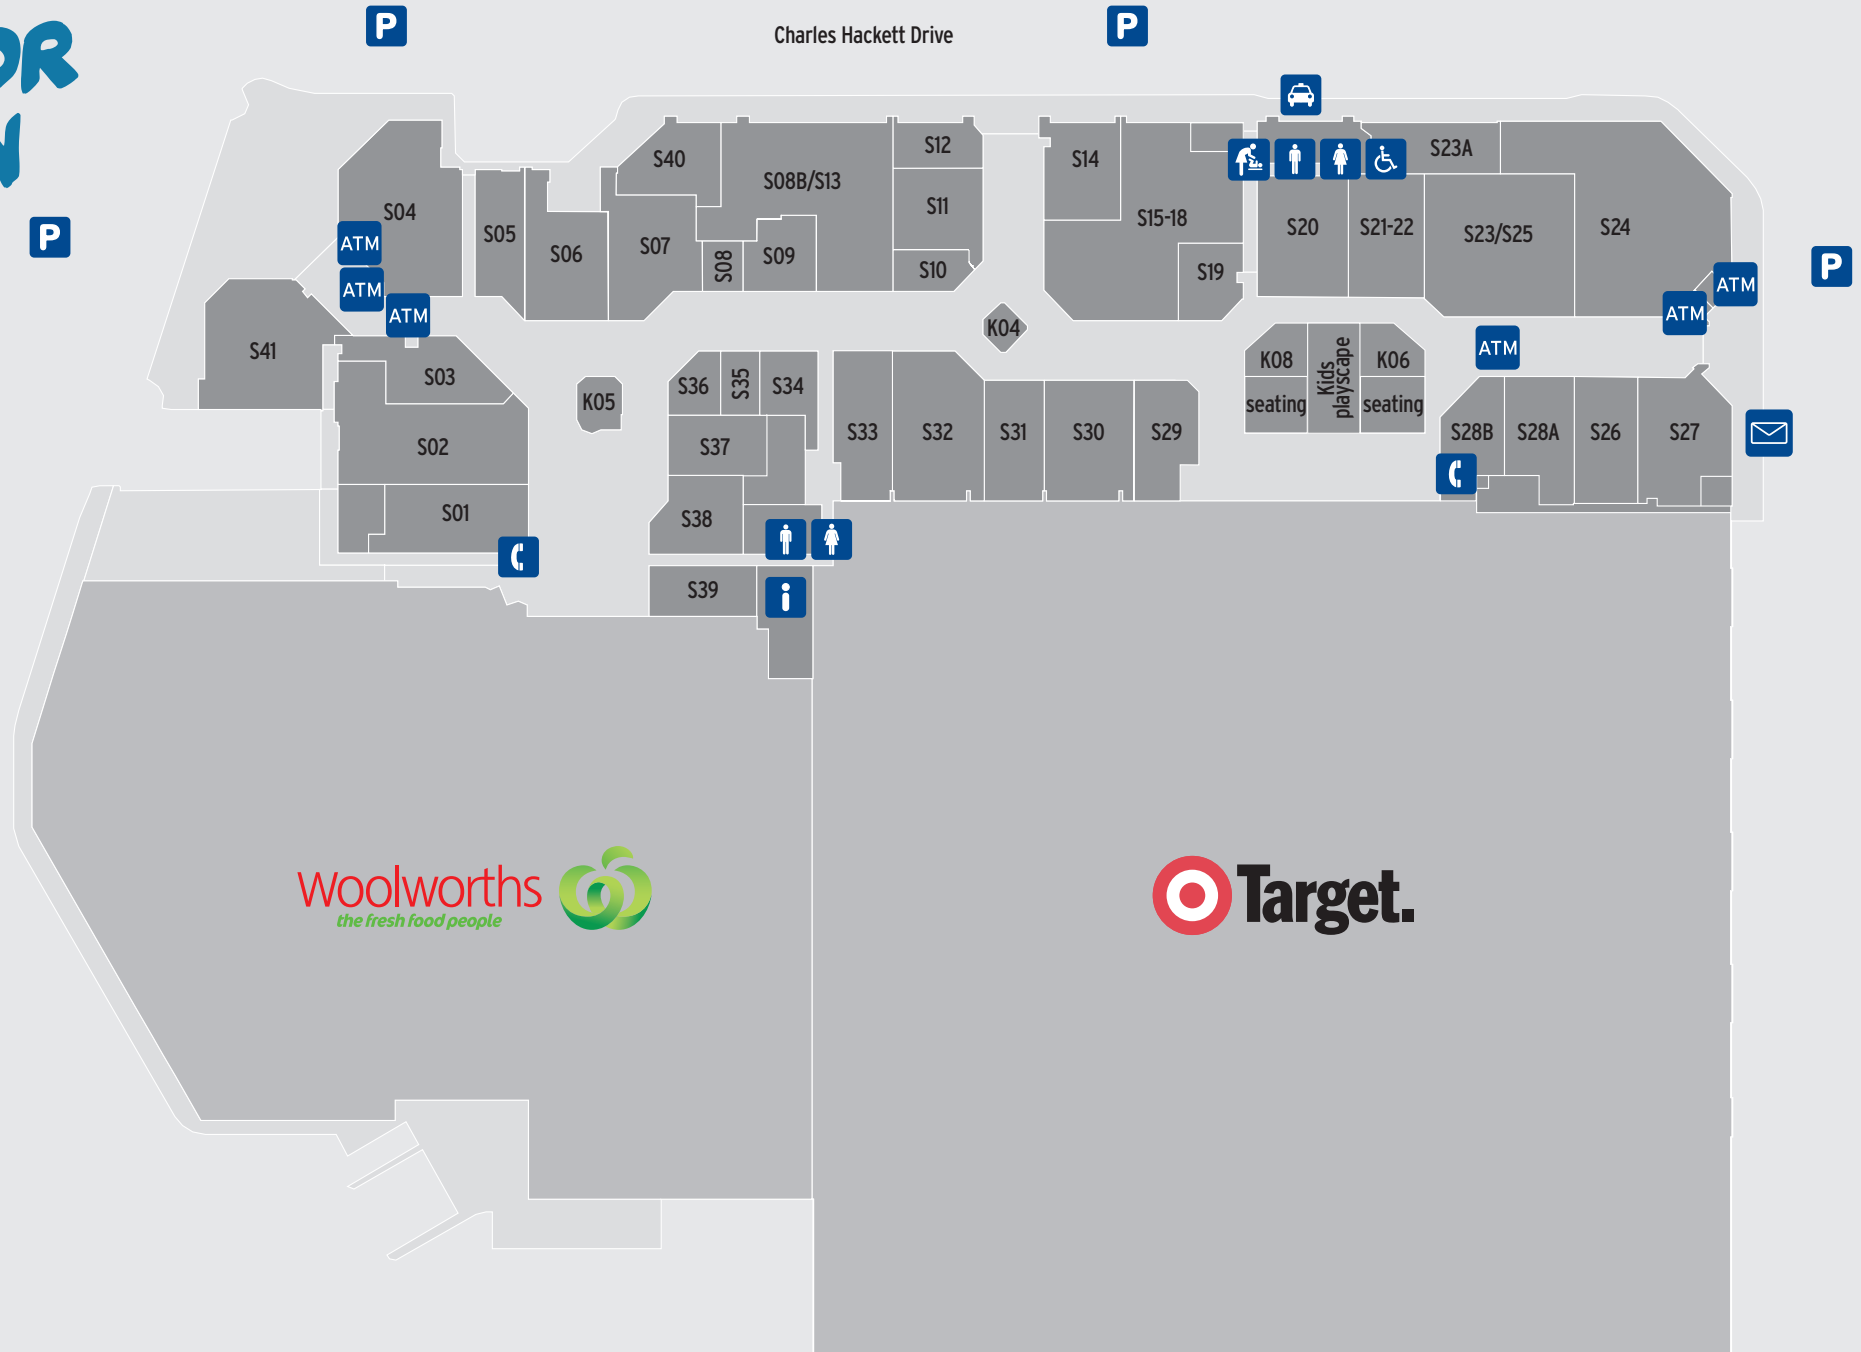 OR
N
P
P
Charles Hackett Drive
P
P
S40
S12
S08B/S13
S11
S14
S15-18
S23A
S04
S05
S06
S07
S08
S09
S10
S19
S20
S21-22
S23/S25
S24
ATM
ATM
ATM
ATM
ATM
ATM
S41
S03
S02
S01
K05
K04
S36
S35
S34
S37
S38
S39
S33
S32
S31
S30
S29
K08
seating
Kids
playscape
K06
seating
S28B
S28A
S26
S27
i
Woolworths
the fresh food people
Target.